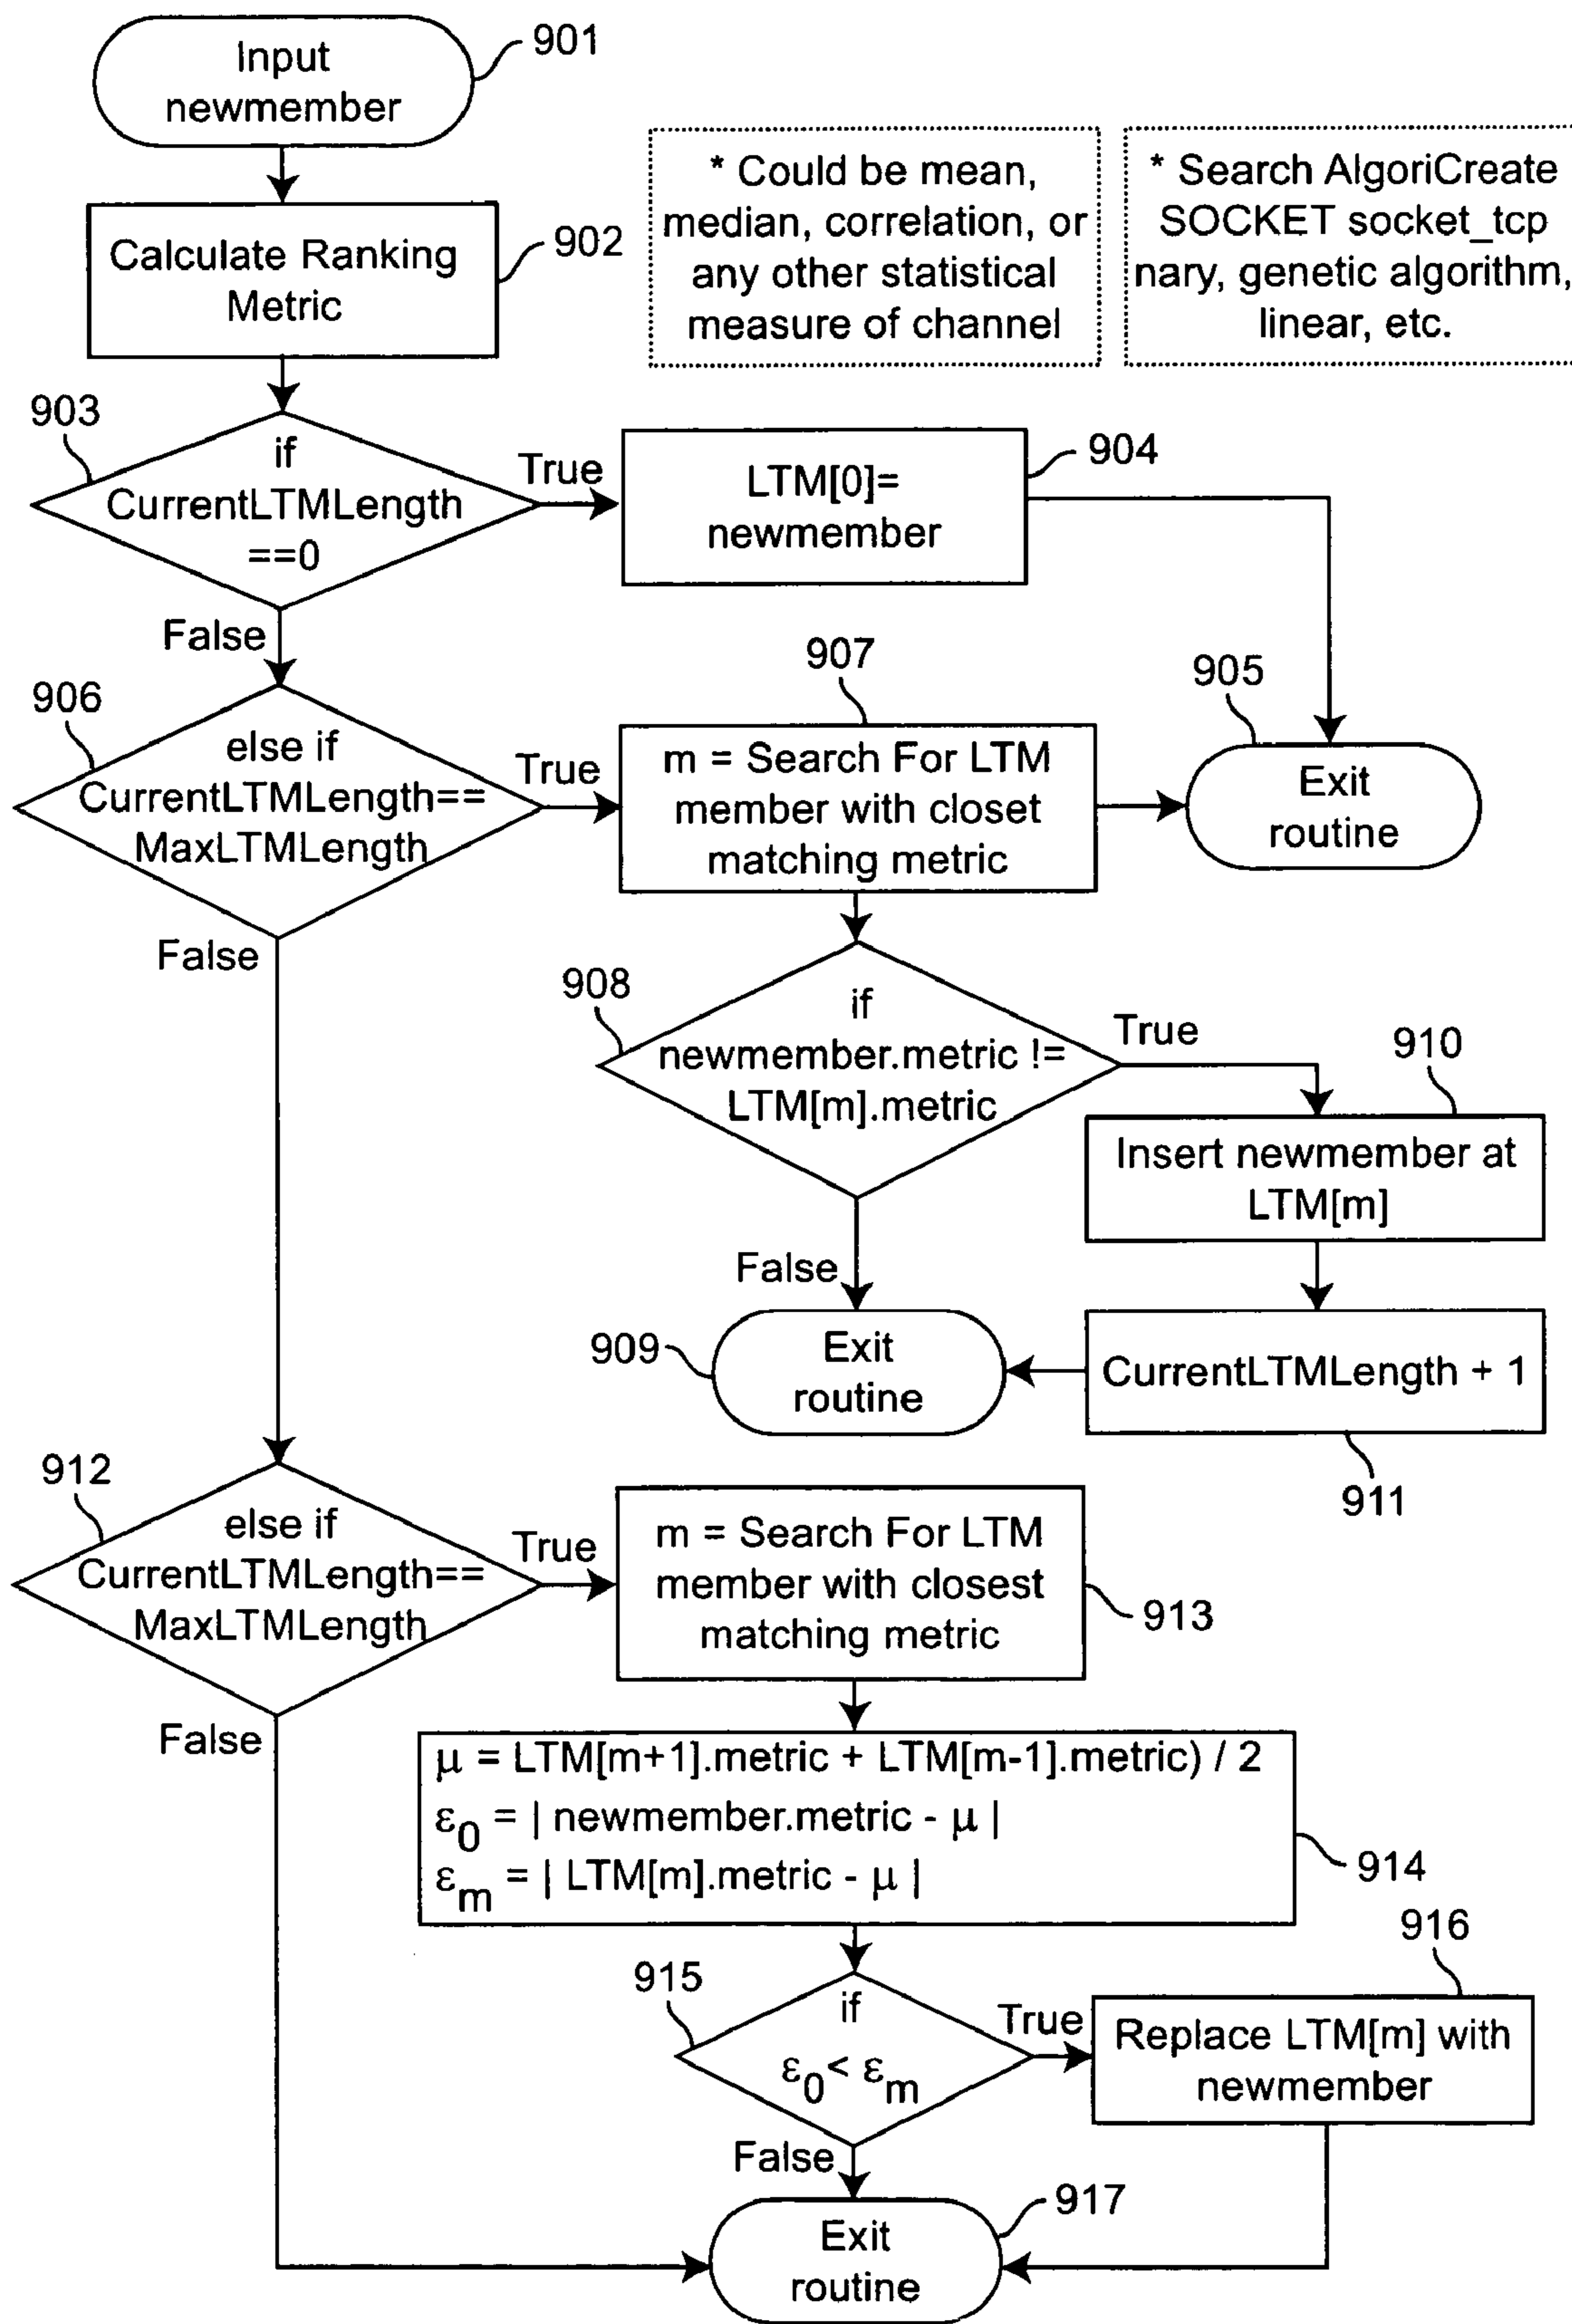 Input
newmember
901
Calculate Ranking
Metric
902
* Could be mean,
median, correlation, or
any other statistical
measure of channel
* Search AlgoriCreate
SOCKET socket_tcp
nary, genetic algorithm,
linear, etc.
903
if
CurrentLTMLength
==0
True
False
LTM[0]=
newmember
904
905
Exit
routine
906
else if
CurrentLTMLength==
MaxLTMLength
True
False
907
m = Search For LTM
member with closet
matching metric
908
if
newmember.metric !=
LTM[m].metric
True
False
910
Insert newmember at
LTM[m]
909
Exit
routine
CurrentLTMLength + 1
911
912
else if
CurrentLTMLength==
MaxLTMLength
True
False
m = Search For LTM
member with closest
matching metric
913
μ = LTM[m+1].metric + LTM[m-1].metric) / 2
ε0 = | newmember.metric - μ |
εm = | LTM[m].metric - μ |
914
915
if
ε0< εm
True
False
916
Replace LTM[m] with
newmember
917
Exit
routine